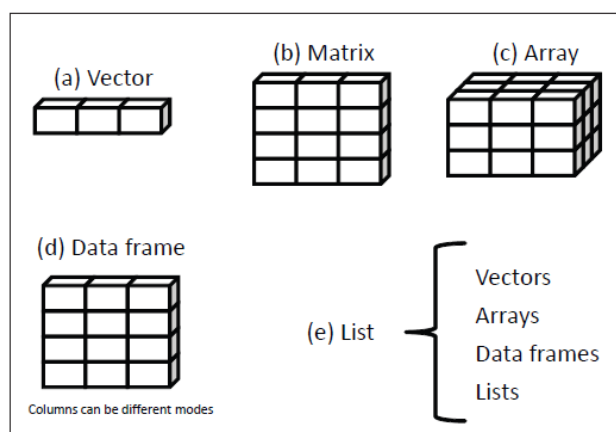 (a) Vector
(b) Matrix
(c) Array
(d) Data frame
Columns can be different modes
(e) List
Vectors
Arrays
Data frames
Lists